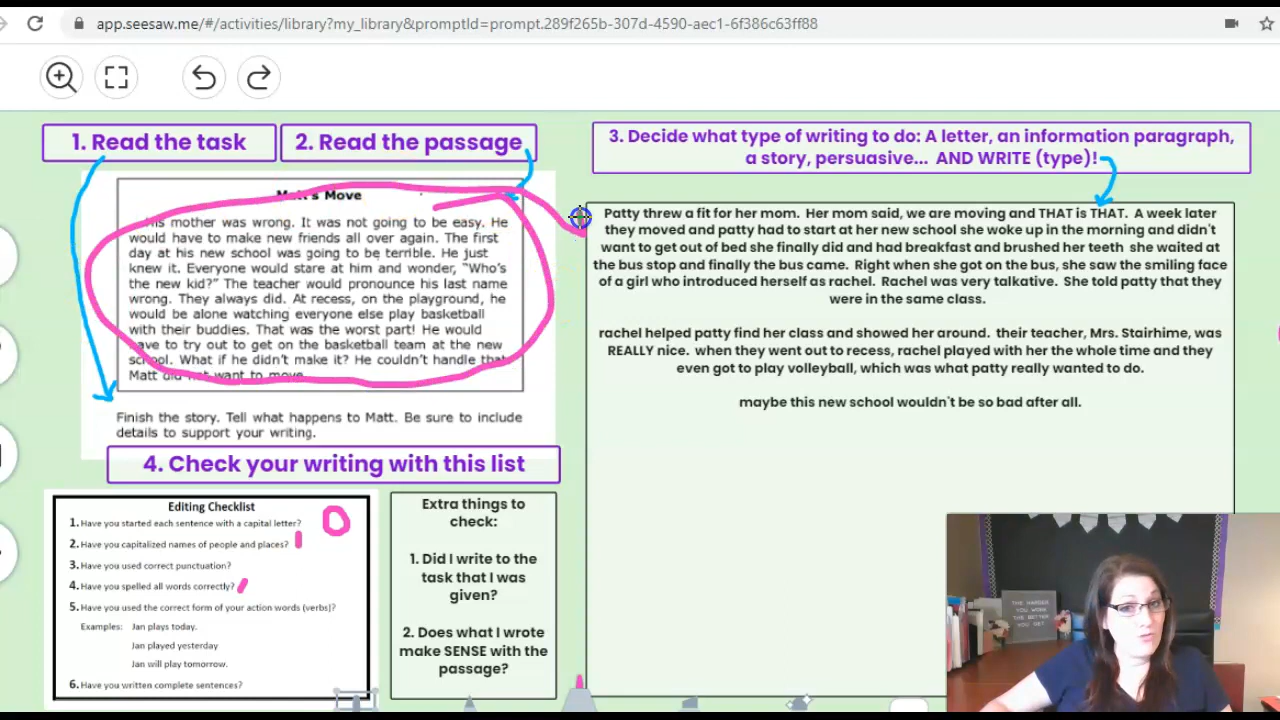 app.seesaw.me/#/activities/library?my_library&promptId=prompt.289f265b-307d-4590-aec1-6f386c63ff88
1. Read the task
2. Read the passage
Matt's Move
His mother was wrong. It was not going to be easy. He
would have to make new friends all over again. The first
day at his new school was going to be terrible. He just
knew it. Everyone would stare at him and wonder, "Who's
the new kid?" The teacher would pronounce his last name
wrong. They always did. At recess, on the playground, he
would be alone watching everyone else play basketball
with their buddies. That was the worst part! He would
have to try out to get on the basketball team at the new
school. What if he didn't make it? He couldn't handle that
Matt did not want to move.
Finish the story. Tell what happens to Matt. Be sure to include
details to support your writing.
3. Decide what type of writing to do: A letter, an information paragraph,
a story, persuasive... AND WRITE (type)!
Patty threw a fit for her mom. Her mom said, we are moving and THAT is THAT. A week later
they moved and patty had to start at her new school she woke up in the morning and didn't
want to get out of bed she finally did and had breakfast and brushed her teeth she waited at
the bus stop and finally the bus came. Right when she got on the bus, she saw the smiling face
of a girl who introduced herself as rachel. Rachel was very talkative. She told patty that they
were in the same class.
rachel helped patty find her class and showed her around. their teacher, Mrs. Stairhime, was
REALLY nice. when they went out to recess, rachel played with her the whole time and they
even got to play volleyball, which was what patty really wanted to do.
maybe this new school wouldn't be so bad after all.
4. Check your writing with this list
Editing Checklist
1. Have you started each sentence with a capital letter?
2. Have you capitalized names of people and places?
3. Have you used correct punctuation?
4. Have you spelled all words correctly?
5. Have you used the correct form of your action words (verbs)?
Examples: Jan plays today.
Jan played yesterday
Jan will play tomorrow.
6. Have you written complete sentences?
Extra things to
check:
1. Did I write to the
task that I was
given?
2. Does what I wrote
make SENSE with the
passage?
THE HARDER
YOU WORK
THE BETTER
YOU GET